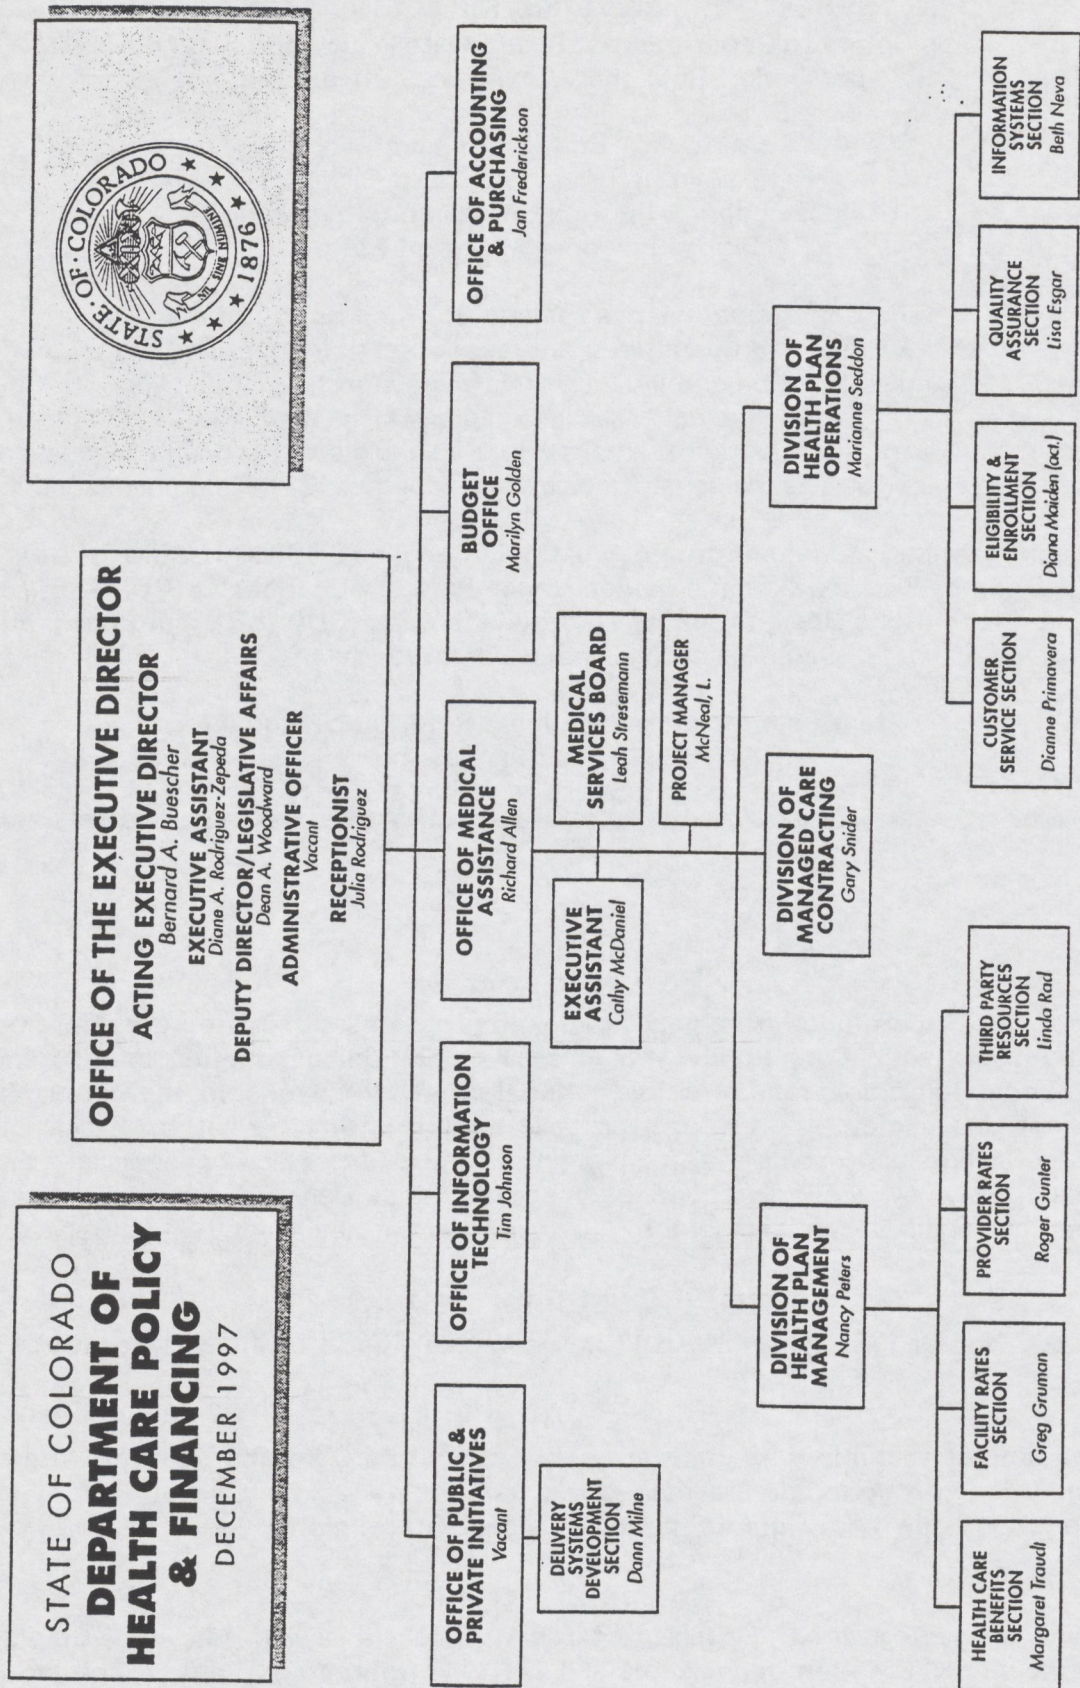 STATE OF COLORADO
DEPARTMENT OF
HEALTH CARE POLICY
& FINANCING
DECEMBER 1997
OFFICE OF THE EXECUTIVE DIRECTOR
ACTING EXECUTIVE DIRECTOR
Bernard A. Buescher
EXECUTIVE ASSISTANT
Diane A. Rodriguez-Zepeda
DEPUTY DIRECTOR/LEGISLATIVE AFFAIRS
Dean A. Woodward
ADMINISTRATIVE OFFICER
Vacant
RECEPTIONIST
Julia Rodriguez
STATE · OF · COLORADO
NIL SINE NUMINE
1876
OFFICE OF PUBLIC &
PRIVATE INITIATIVES
Vacant
DELIVERY
SYSTEMS
DEVELOPMENT
SECTION
Dann Milne
OFFICE OF INFORMATION
TECHNOLOGY
Tim Johnson
OFFICE OF MEDICAL
ASSISTANCE
Richard Allen
BUDGET
OFFICE
Marilyn Golden
OFFICE OF ACCOUNTING
& PURCHASING
Jan Frederickson
EXECUTIVE
ASSISTANT
Cathy McDaniel
MEDICAL
SERVICES BOARD
Leah Stresemann
PROJECT MANAGER
McNeal, L.
DIVISION OF
HEALTH PLAN
MANAGEMENT
Nancy Peters
DIVISION OF
MANAGED CARE
CONTRACTING
Gary Snider
DIVISION OF
HEALTH PLAN
OPERATIONS
Marianne Seddon
HEALTH CARE
BENEFITS
SECTION
Margaret Traudt
FACILITY RATES
SECTION
Greg Gruman
PROVIDER RATES
SECTION
Roger Gunter
THIRD PARTY
RESOURCES
SECTION
Linda Rad
CUSTOMER
SERVICE SECTION
Dianne Primavera
ELIGIBILITY &
ENROLLMENT
SECTION
Diana Maiden (act.)
QUALITY
ASSURANCE
SECTION
Lisa Esgar
INFORMATION
SYSTEMS
SECTION
Beth Neva